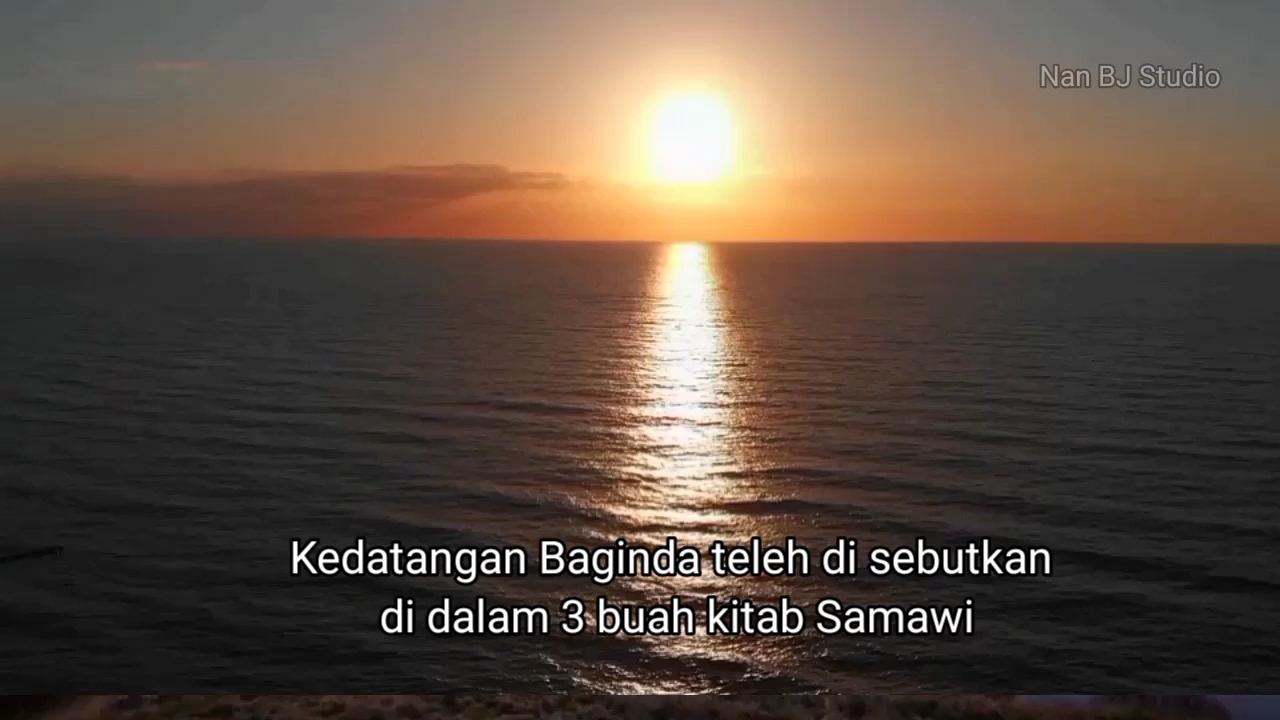 Nan BJ Studio
Kedatangan Baginda teleh di sebutkan
di dalam 3 buah kitab Samawi